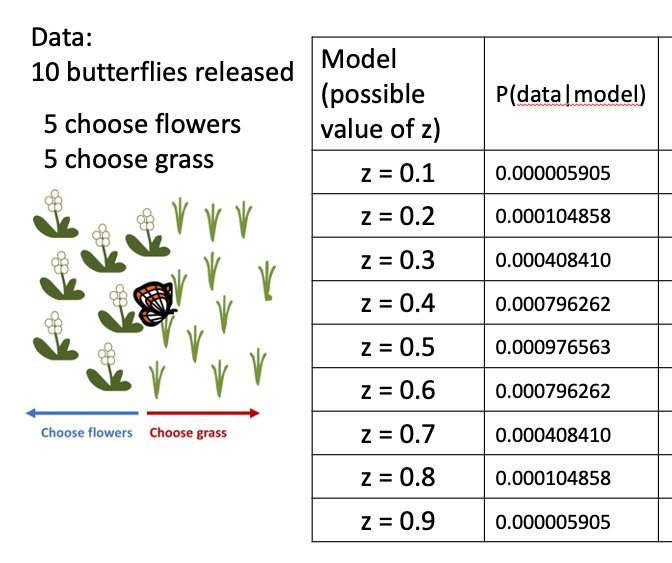 Data:
10 butterflies released
5 choose flowers
5 choose grass
Choose flowers Choose grass
Model (possible value of z) P(data|model)
z = 0.1 0.000005905
z = 0.2 0.000104858
z = 0.3 0.000408410
z = 0.4 0.000796262
z = 0.5 0.000976563
z = 0.6 0.000796262
z = 0.7 0.000408410
z = 0.8 0.000104858
z = 0.9 0.000005905